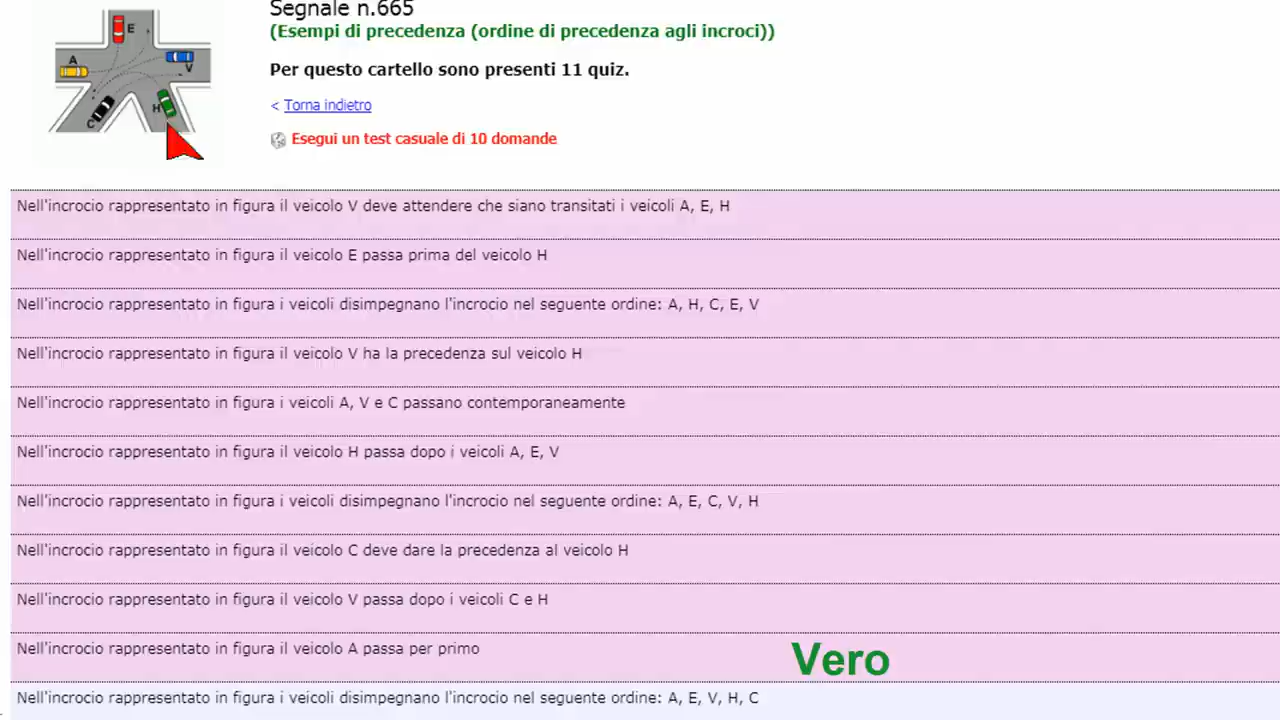 Segnale n.665
(Esempi di precedenza (ordine di precedenza agli incroci))
Per questo cartello sono presenti 11 quiz.
< Torna indietro
Esegui un test casuale di 10 domande
E
A
V
H
C
Nell'incrocio rappresentato in figura il veicolo V deve attendere che siano transitati i veicoli A, E, H
Nell'incrocio rappresentato in figura il veicolo E passa prima del veicolo H
Nell'incrocio rappresentato in figura i veicoli disimpegnano l'incrocio nel seguente ordine: A, H, C, E, V
Nell'incrocio rappresentato in figura il veicolo V ha la precedenza sul veicolo H
Nell'incrocio rappresentato in figura i veicoli A, V e C passano contemporaneamente
Nell'incrocio rappresentato in figura il veicolo H passa dopo i veicoli A, E, V
Nell'incrocio rappresentato in figura i veicoli disimpegnano l'incrocio nel seguente ordine: A, E, C, V, H
Nell'incrocio rappresentato in figura il veicolo C deve dare la precedenza al veicolo H
Nell'incrocio rappresentato in figura il veicolo V passa dopo i veicoli C e H
Nell'incrocio rappresentato in figura il veicolo A passa per primo
Vero
Nell'incrocio rappresentato in figura i veicoli disimpegnano l'incrocio nel seguente ordine: A, E, V, H, C